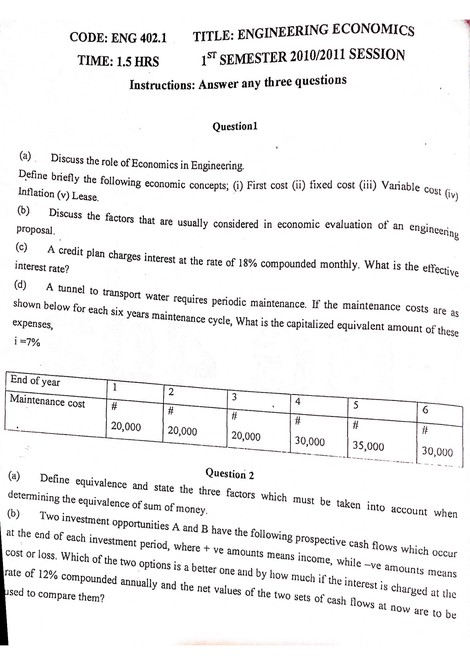 CODE: ENG 402.1 TITLE: ENGINEERING ECONOMICS
TIME: 1.5 HRS 1ST SEMESTER 2010/2011 SESSION
Instructions: Answer any three questions
Question1
(a) Discuss the role of Economics in Engineering.
Define briefly the following economic concepts; (i) First cost (ii) fixed cost (iii) Variable cost (iv)
Inflation (v) Lease.
(b) Discuss the factors that are usually considered in economic evaluation of an engineering
proposal.
(c) A credit plan charges interest at the rate of 18% compounded monthly. What is the effective
interest rate?
(d) A tunnel to transport water requires periodic maintenance. If the maintenance costs are as
shown below for each six years maintenance cycle, What is the capitalized equivalent amount of these
expenses,
i =7%
End of year 1 2 3 4 5 6
Maintenance cost # # # # # #
20,000 20,000 20,000 30,000 35,000 30,000
Question 2
(a) Define equivalence and state the three factors which must be taken into account when
determining the equivalence of sum of money.
(b) Two investment opportunities A and B have the following prospective cash flows which occur
at the end of each investment period, where + ve amounts means income, while –ve amounts means
cost or loss. Which of the two options is a better one and by how much if the interest is charged at the
rate of 12% compounded annually and the net values of the two sets of cash flows at now are to be
used to compare them?